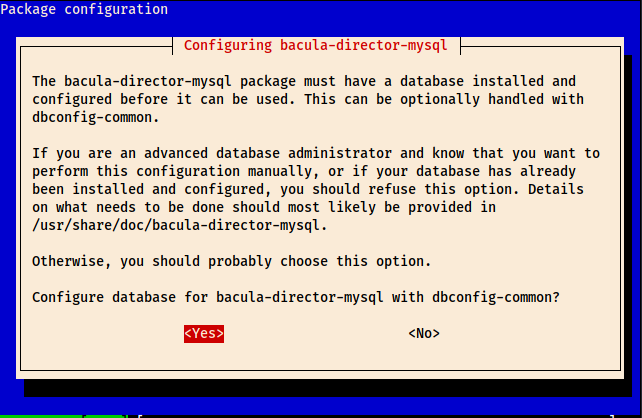 Package configuration
Configuring bacula-director-mysql
The bacula-director-mysql package must have a database installed and
configured before it can be used. This can be optionally handled with
dbconfig-common.
If you are an advanced database administrator and know that you want to
perform this configuration manually, or if your database has already
been installed and configured, you should refuse this option. Details
on what needs to be done should most likely be provided in
/usr/share/doc/bacula-director-mysql.
Otherwise, you should probably choose this option.
Configure database for bacula-director-mysql with dbconfig-common?
<Yes> <No>